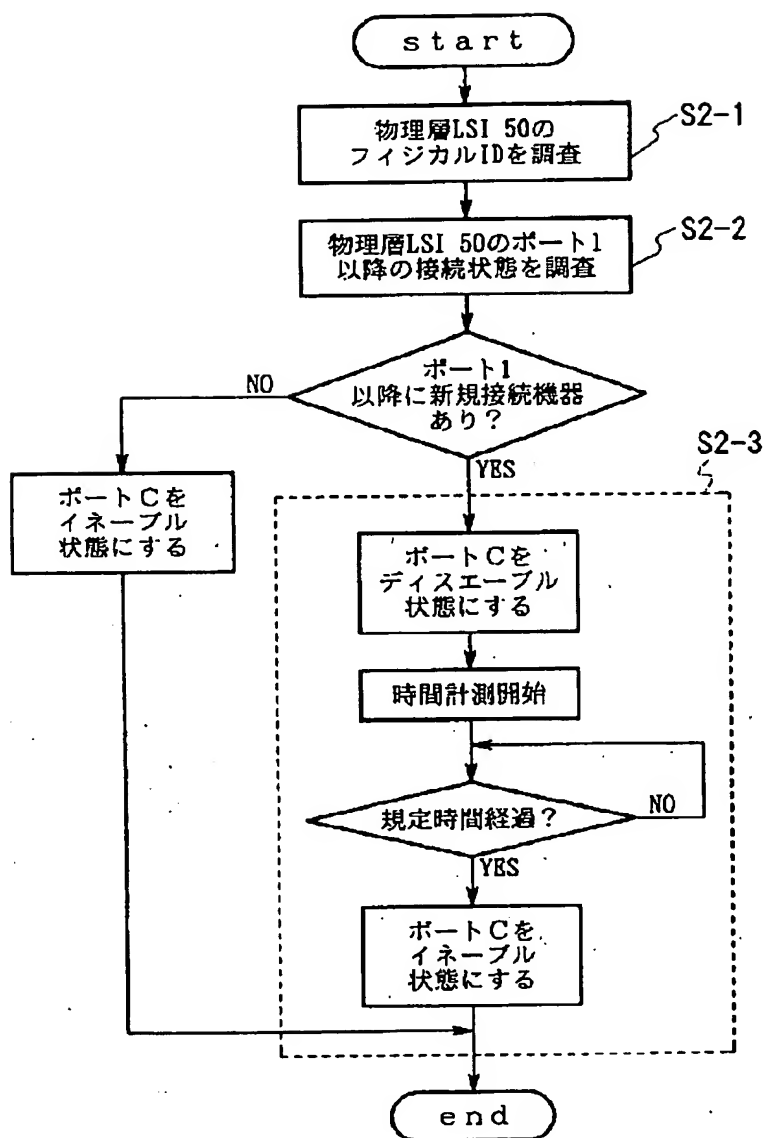 start
物理層LSI 50の
フィジカルIDを調査
S2-1
物理層LSI 50のポート1
以降の接続状態を調査
S2-2
ポート1
以降に新規接続機器
あり?
NO
YES
S2-3
ポートCを
イネーブル
状態にする
ポートCを
ディスエーブル
状態にする
時間計測開始
規定時間経過?
NO
YES
ポートCを
イネーブル
状態にする
end